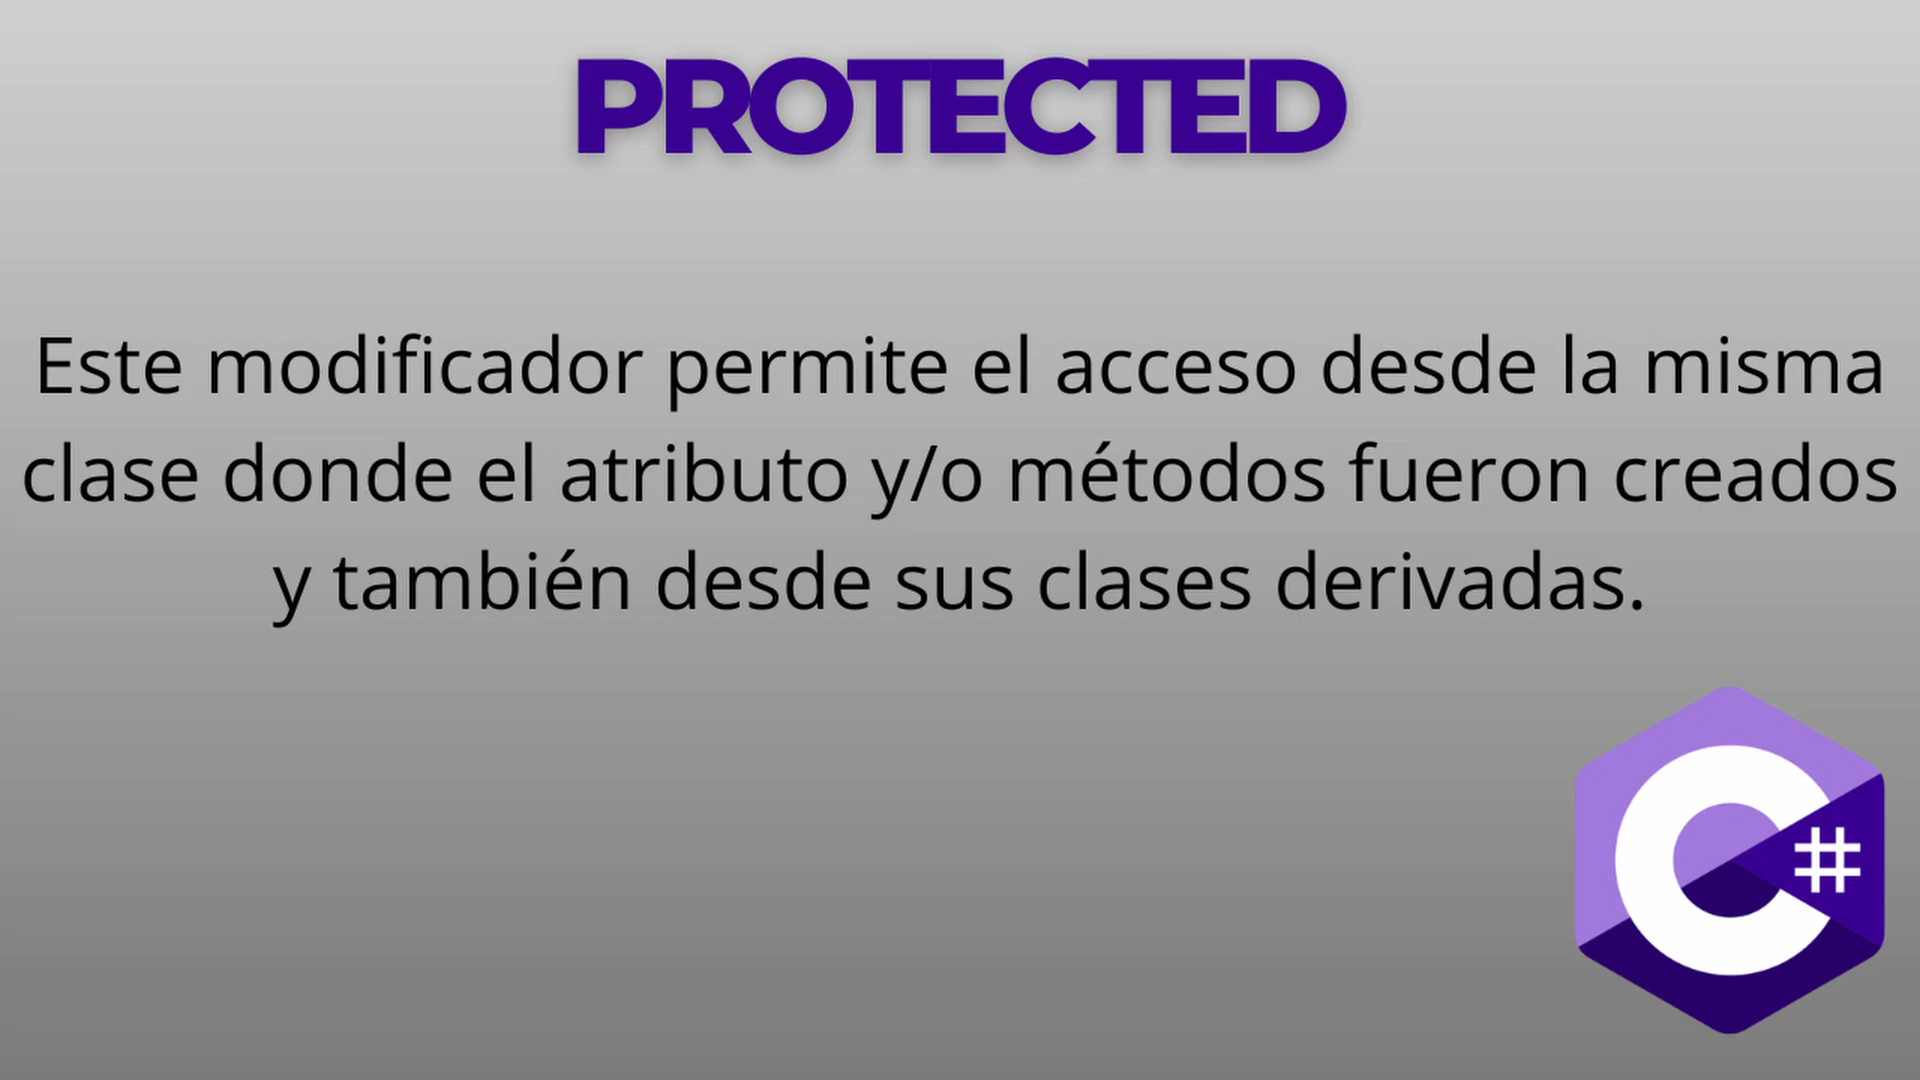 PROTECTED
Este modificador permite el acceso desde la misma
clase donde el atributo y/o métodos fueron creados
y también desde sus clases derivadas.
C#